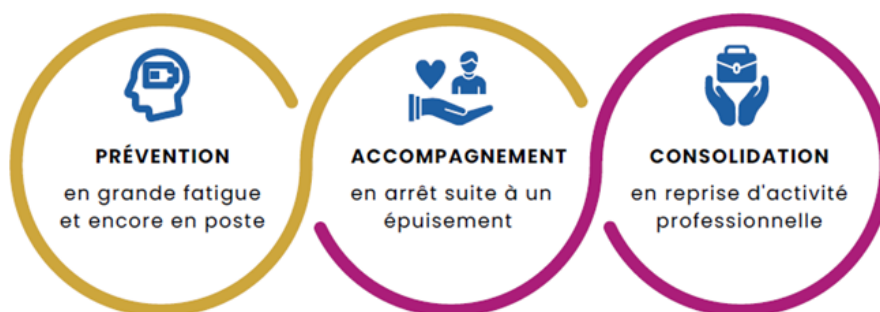 PRÉVENTION
en grande fatigue
et encore en poste
ACCOMPAGNEMENT
en arrêt suite à un
épuisement
CONSOLIDATION
en reprise d'activité
professionnelle